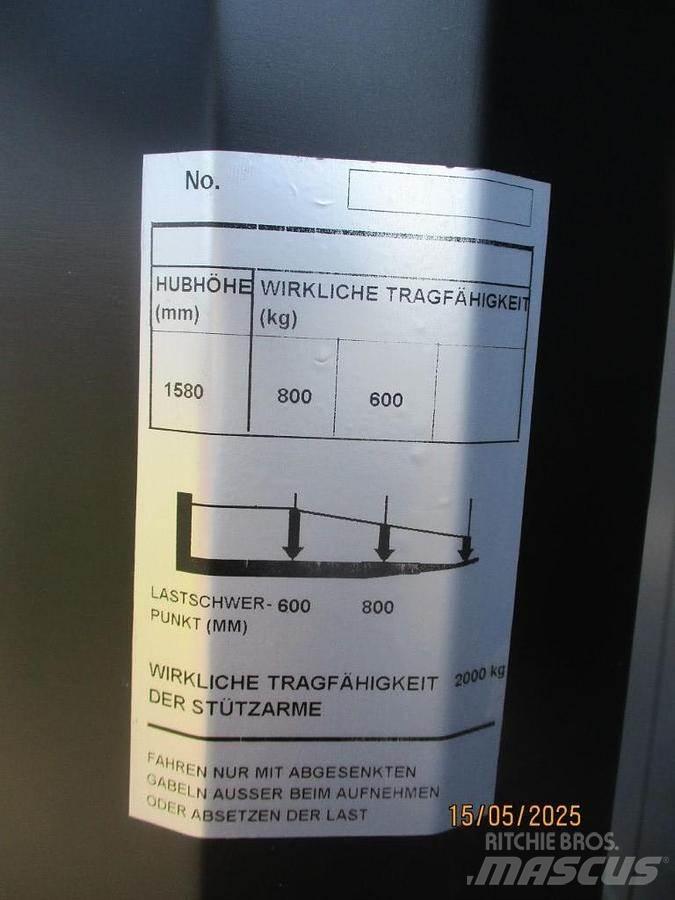 No.
HUBHÖHE WIRKLICHE TRAGFÄHIGKEIT
(mm) (kg)
1580 800 600
LASTSCHWER- 600 800
PUNKT (MM)
WIRKLICHE TRAGFÄHIGKEIT 2000 kg
DER STÜTZARME
FAHREN NUR MIT ABGESENKTEN
GABELN AUSSER BEIM AUFNEHMEN
ODER ABSETZEN DER LAST
15/05/2025
RITCHIE BROS.
MASCUS